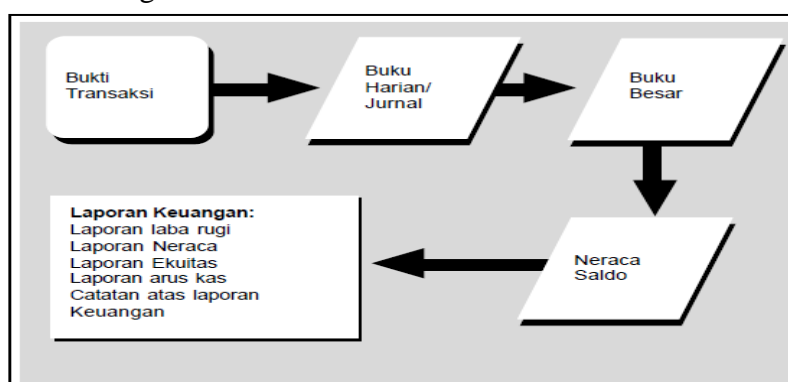 Bukti
Transaksi
Buku
Harian/
Jurnal
Buku
Besar
Neraca
Saldo
Laporan Keuangan:
Laporan laba rugi
Laporan Neraca
Laporan Ekuitas
Laporan arus kas
Catatan atas laporan
Keuangan